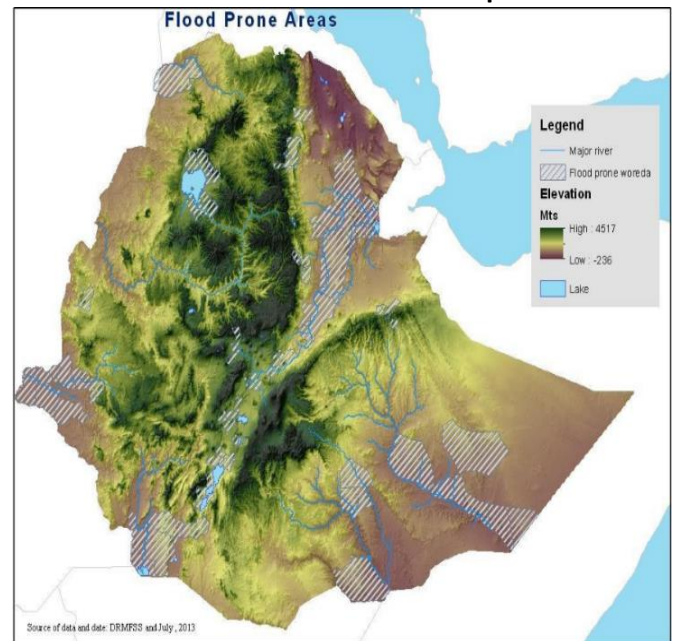 Flood Prone Areas
Legend
Major river
Flood prone woreda
Elevation
Mts
High : 4517
Low : -236
Lake
Source of data and date: DRMFSS and July, 2013